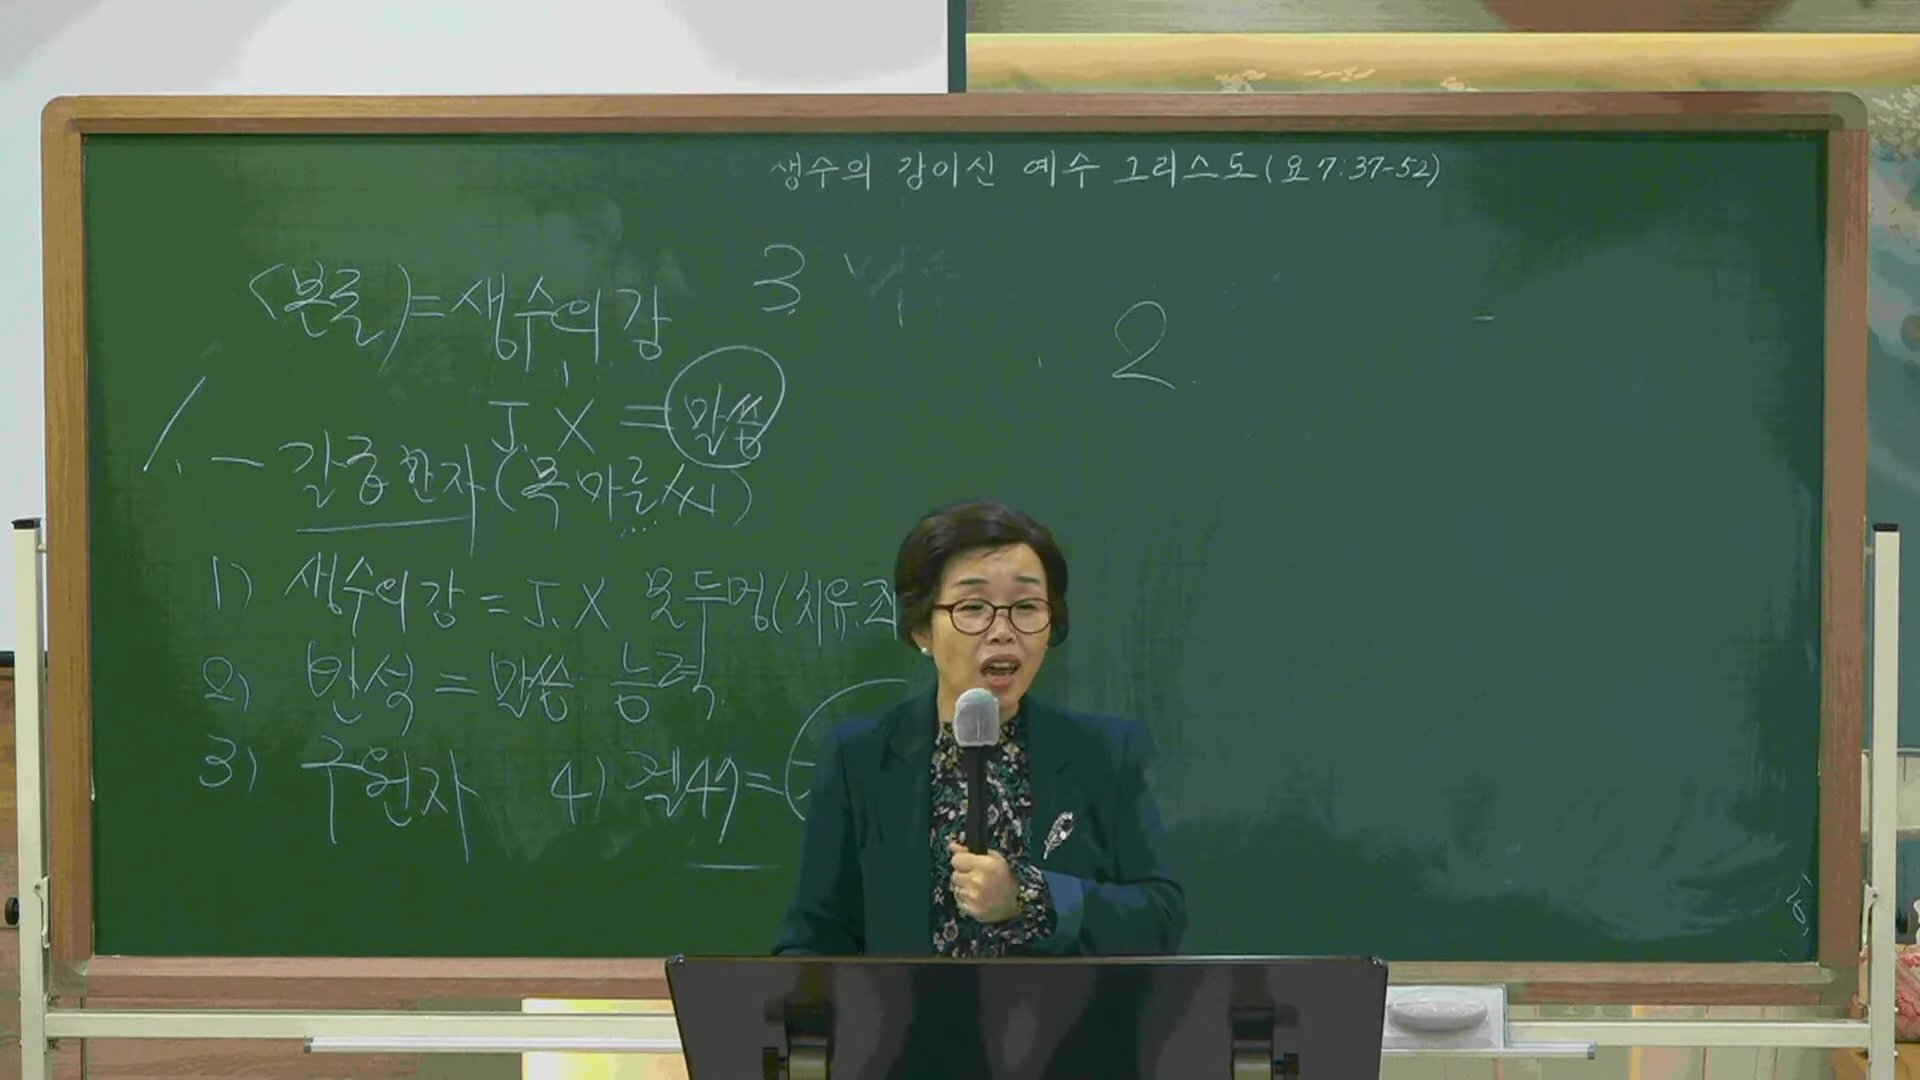 생수의 강이신 예수 그리스도(요 7:37-52)
(본론)=생수의 강
3.
2.
J.X =말씀
1. - 갈급한자(목마를씨)
1) 생수의 강 = J.X 모두멍(치유.
2) 반석 = 말씀. 능력.
3) 구원자 4) 겔47=